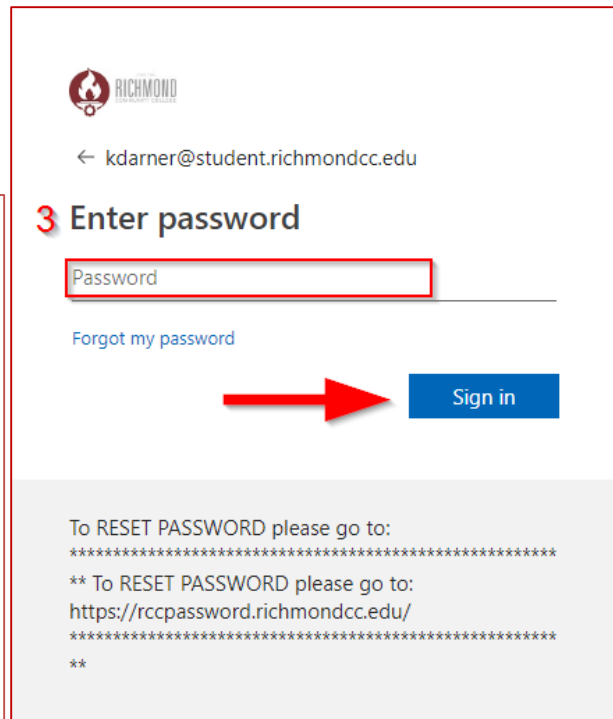 RICHMOND
COMMUNITY COLLEGE
← kdarner@student.richmondcc.edu
3 Enter password
Password
Forgot my password
Sign in
To RESET PASSWORD please go to:
********************************************************
** To RESET PASSWORD please go to:
https://rccpassword.richmondcc.edu/
********************************************************
**